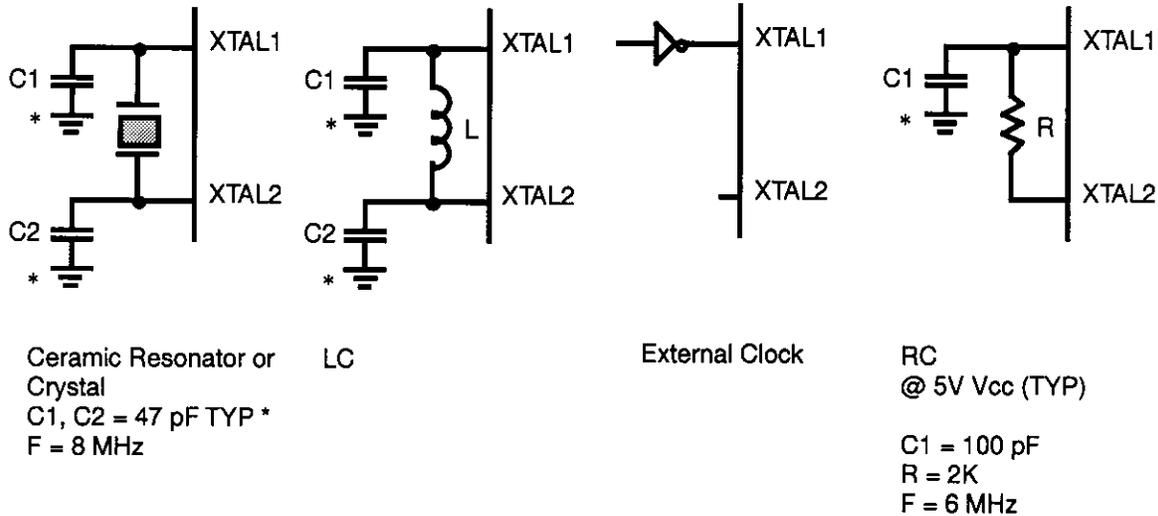 XTAL1
C1
*
XTAL2
C2
*
XTAL1
C1
*
L
XTAL2
C2
*
XTAL1
XTAL2
XTAL1
C1
*
R
XTAL2
Ceramic Resonator or
Crystal
C1, C2 = 47 pF TYP *
F = 8 MHz
LC
External Clock
RC
@ 5V Vcc (TYP)
C1 = 100 pF
R = 2K
F = 6 MHz